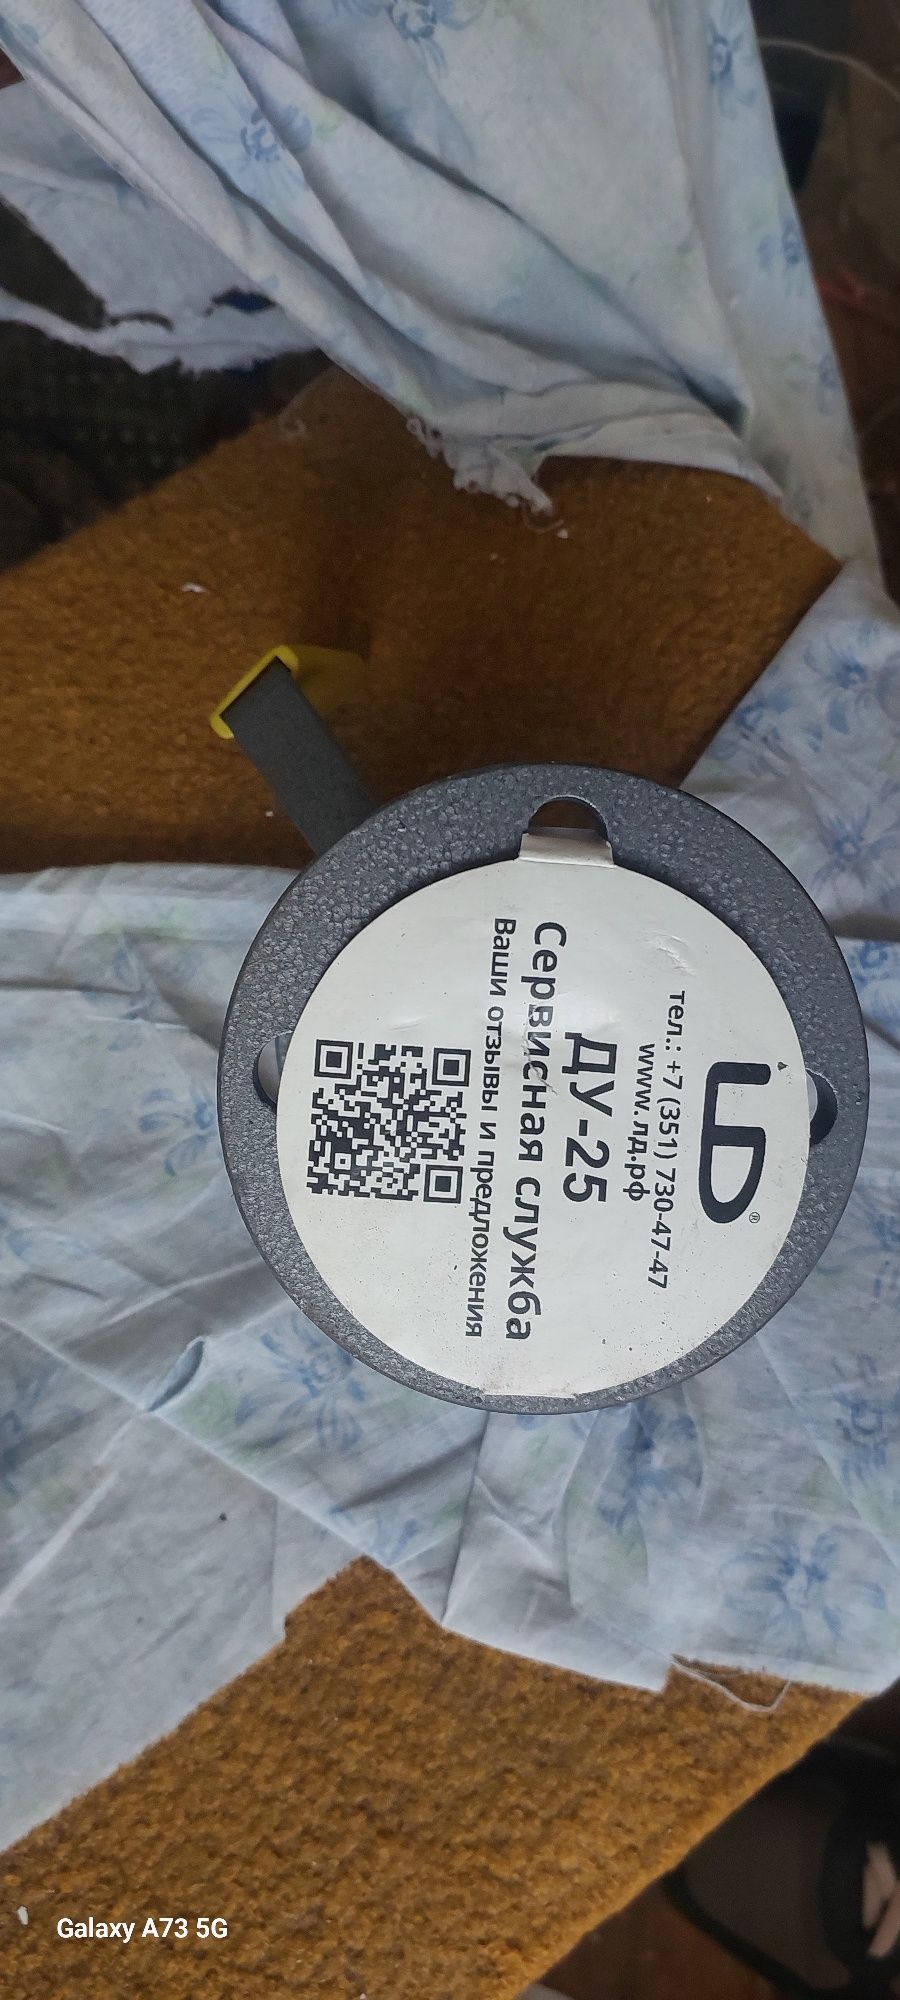 LD®
тел.: +7 (351) 730-47-47
www.лд.рф
ДУ-25
Сервисная служба
Ваши отзывы и предложения
Galaxy A73 5G